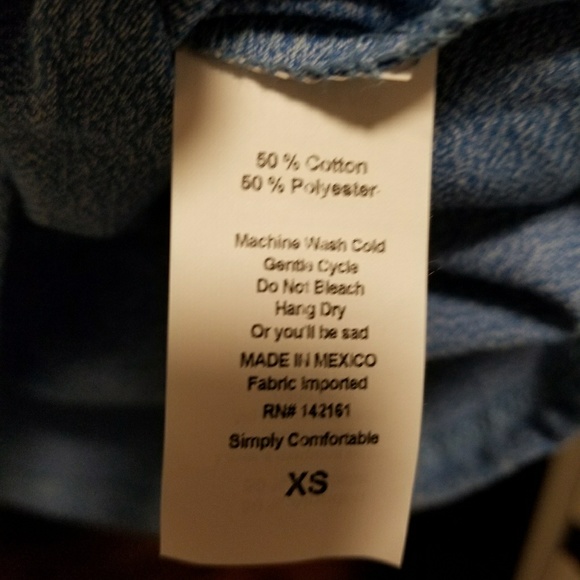 50 % Cotton
50 % Polyester
Machine Wash Cold
Gentle Cycle
Do Not Bleach
Hang Dry
Or you'll be sad
MADE IN MEXICO
Fabric Imported
RN# 142161
Simply Comfortable
XS